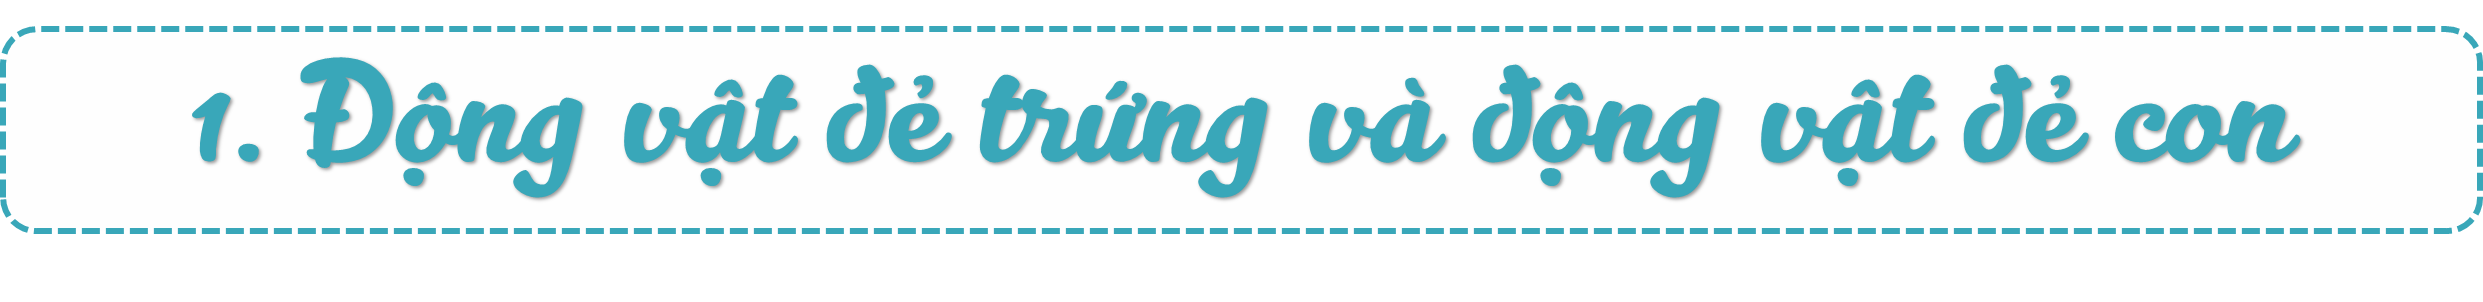 1. Động vật đẻ trứng và động vật đẻ con